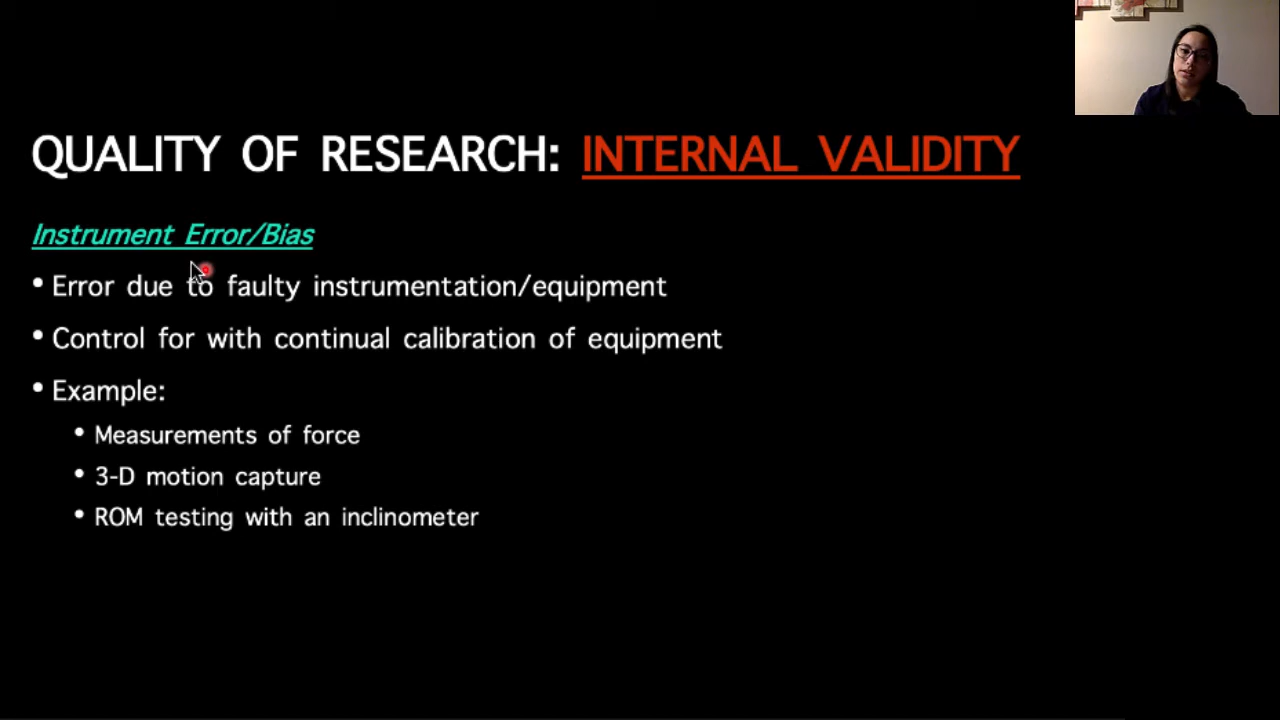 QUALITY OF RESEARCH: INTERNAL VALIDITY
Instrument Error/Bias
• Error due to faulty instrumentation/equipment
• Control for with continual calibration of equipment
• Example:
• Measurements of force
• 3-D motion capture
• ROM testing with an inclinometer